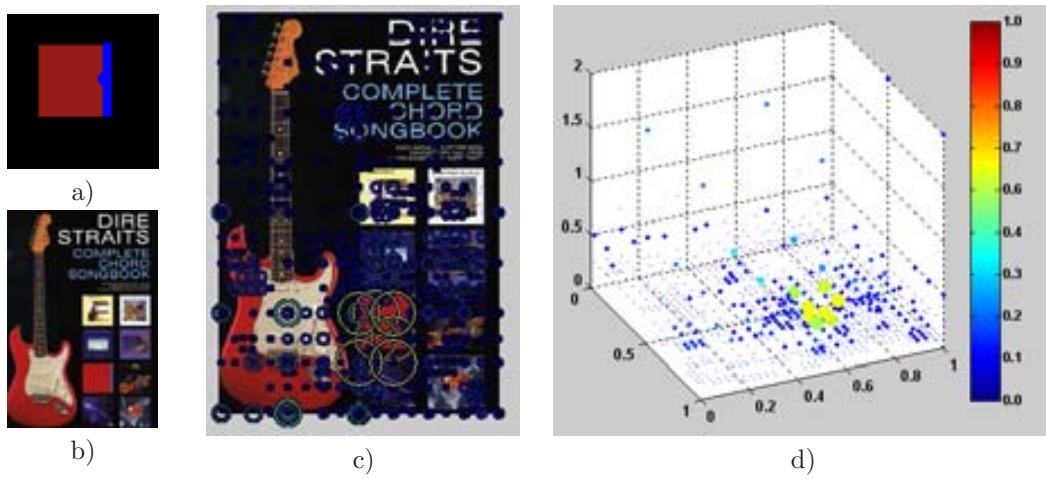 a)
DIRE
STRAITS
COMPLETE
CHORD
SONGBOOK
b)
DIRE
STRAITS
COMPLETE
CHORD
SONGBOOK
c)
2
1.5
1
0.5
0
0
0.5
1
0
0.2
0.4
0.6
0.8
1
1.0
0.9
0.8
0.7
0.6
0.5
0.4
0.3
0.2
0.1
0.0
d)